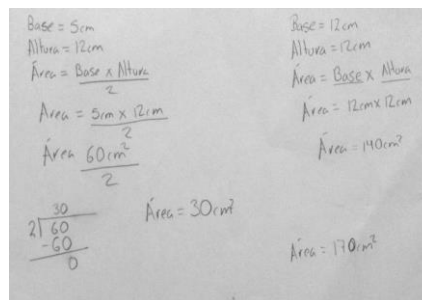 Base = 5cm
Altura = 12cm
Área = Base x Altura
2
Area = 5cm x 12cm
2
Área 60cm²
2
30
2 60
-60
0
Área = 30cm²
Base = 12cm
Altura = 12cm
Área = Base x Altura
Área = 12cm x 12cm
Área = 140cm²
Área = 170cm²